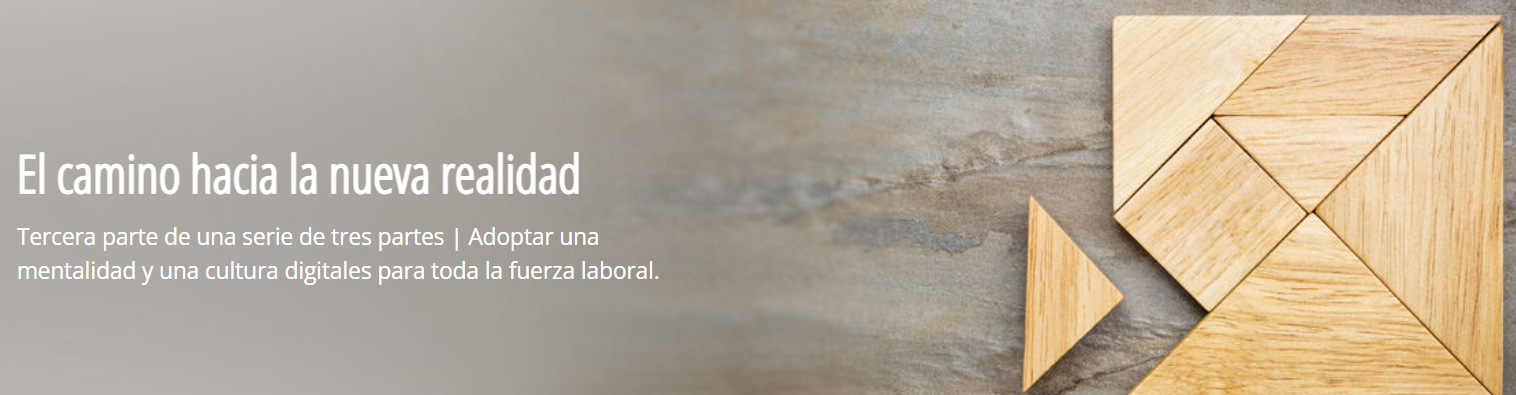 El camino hacia la nueva realidad
Tercera parte de una serie de tres partes | Adoptar una
mentalidad y una cultura digitales para toda la fuerza laboral.